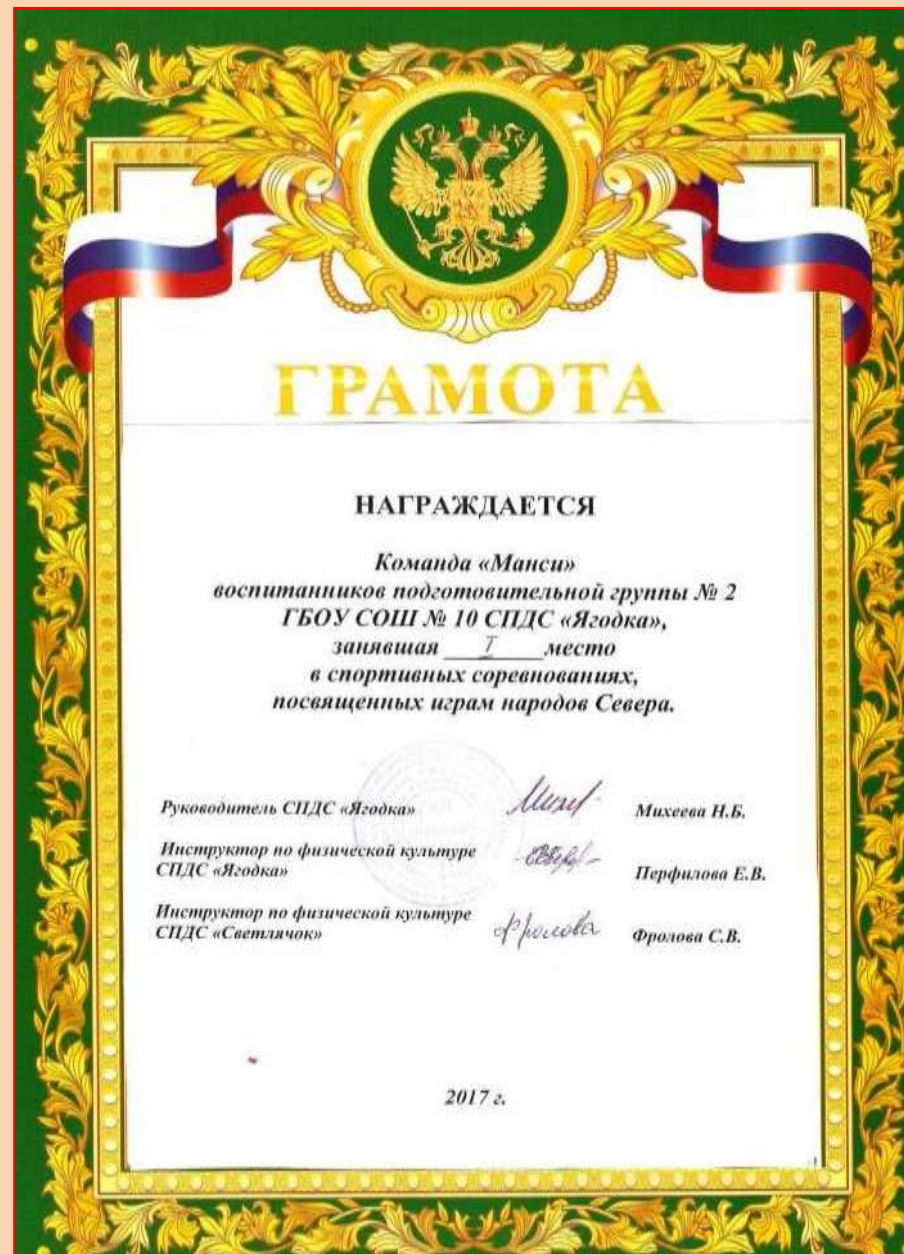 ГРАМОТА
НАГРАЖДАЕТСЯ
Команда «Манси»
воспитанников подготовительной группы № 2
ГБОУ СОШ № 10 СПДС «Ягодка»,
занявшая I место
в спортивных соревнованиях,
посвященных играм народов Севера.
Руководитель СПДС «Ягодка» Михеева Н.Б.
Инструктор по физической культуре
СПДС «Ягодка» Перфилова Е.В.
Инструктор по физической культуре
СПДС «Светлячок» Фролова Фролова С.В.
2017 г.